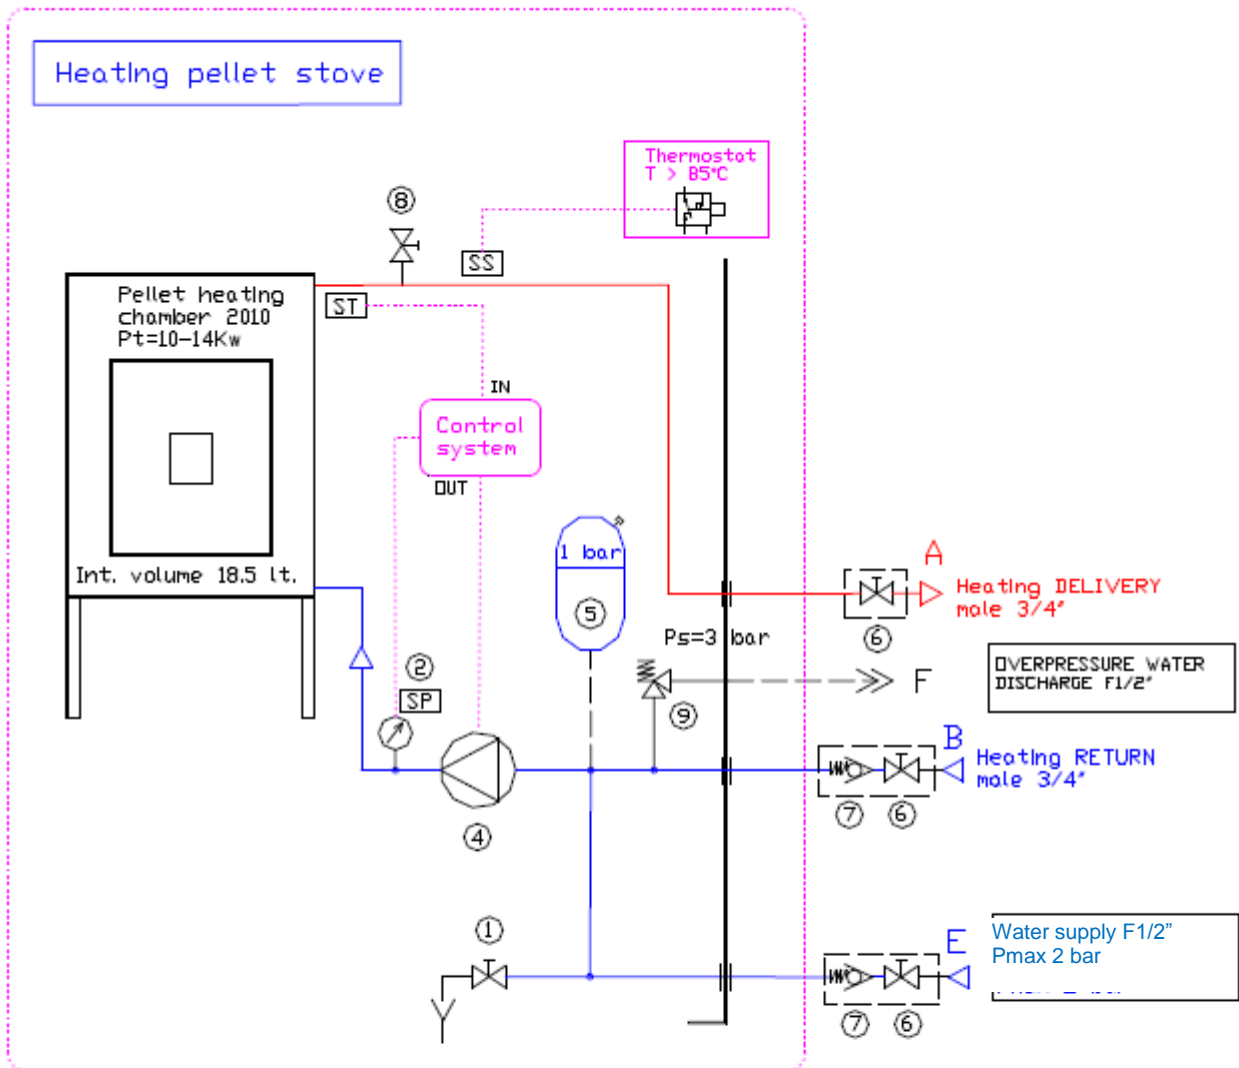 Heating pellet stove
Thermostat
T > 85°C
8
SS
ST
Pellet heating
chamber 2010
Pt=10-14Kw
IN
Control
system
OUT
1 bar
Int. volume 18.5 lt.
5
A
Heating DELIVERY
male 3/4"
6
Ps=3 bar
2
SP
9
F
OVERPRESSURE WATER
DISCHARGE F1/2"
B
Heating RETURN
male 3/4"
4
7
6
1
E
Water supply F1/2”
Pmax 2 bar
7
6